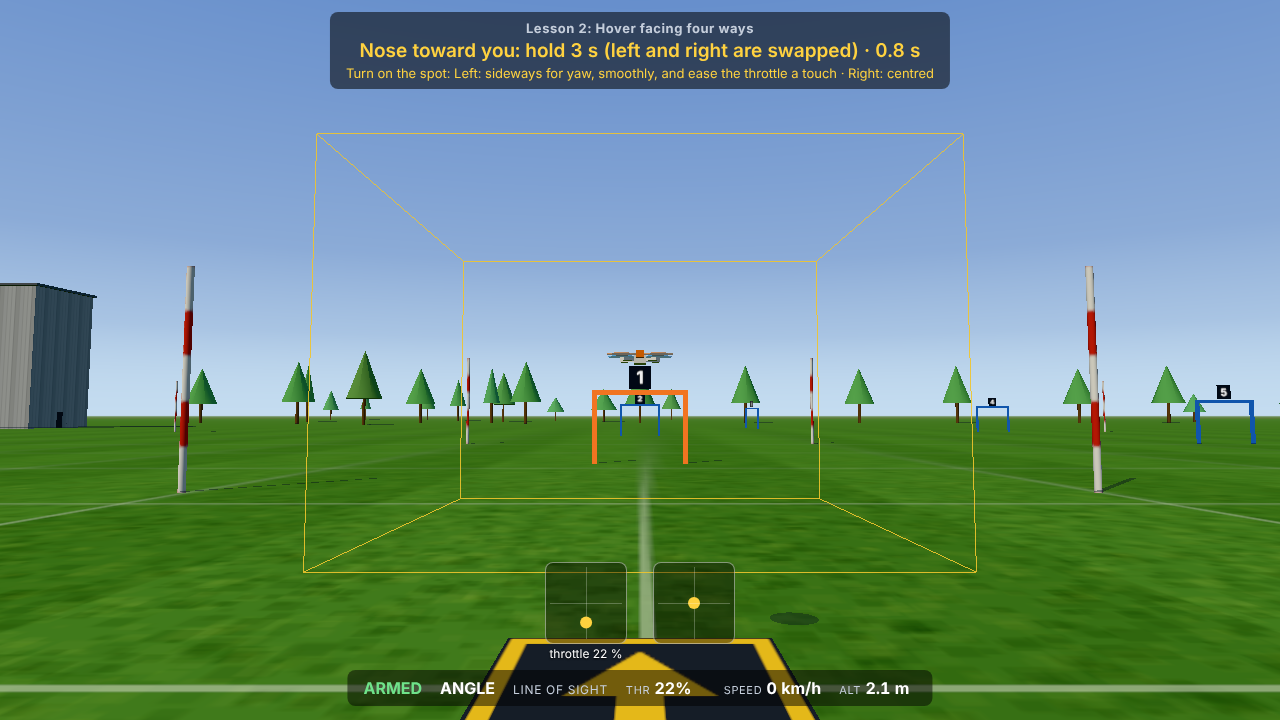 Lesson 2: Hover facing four ways
Nose toward you: hold 3 s (left and right are swapped) · 0.8 s
Turn on the spot: Left: sideways for yaw, smoothly, and ease the throttle a touch · Right: centred
1
2
4
5
throttle 22 %
ARMED ANGLE LINE OF SIGHT THR 22% SPEED 0 km/h ALT 2.1 m